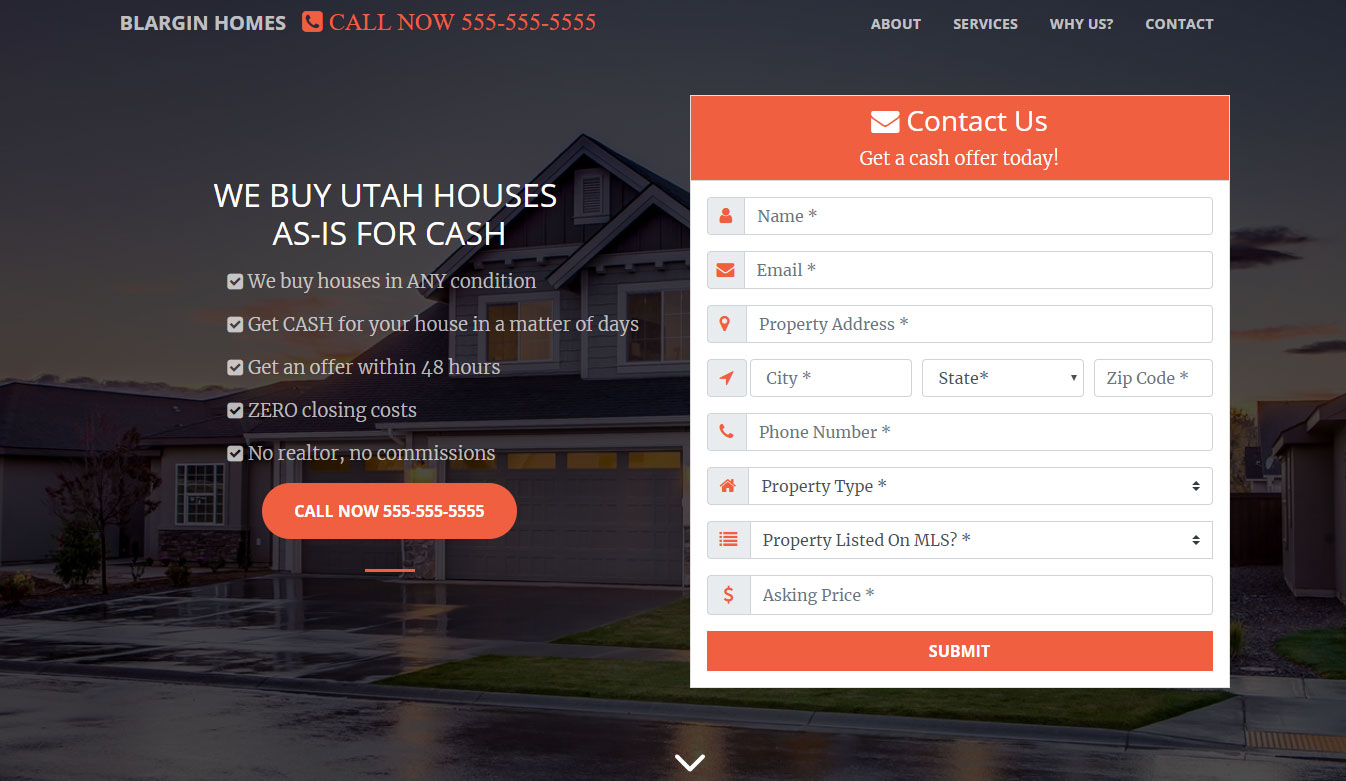 BLARGIN HOMES CALL NOW 555-555-5555 ABOUT SERVICES WHY US? CONTACT
WE BUY UTAH HOUSES
AS-IS FOR CASH
We buy houses in ANY condition
Get CASH for your house in a matter of days
Get an offer within 48 hours
ZERO closing costs
No realtor, no commissions
CALL NOW 555-555-5555
Contact Us
Get a cash offer today!
Name *
Email *
Property Address *
City * State* Zip Code *
Phone Number *
Property Type *
Property Listed On MLS? *
Asking Price *
SUBMIT